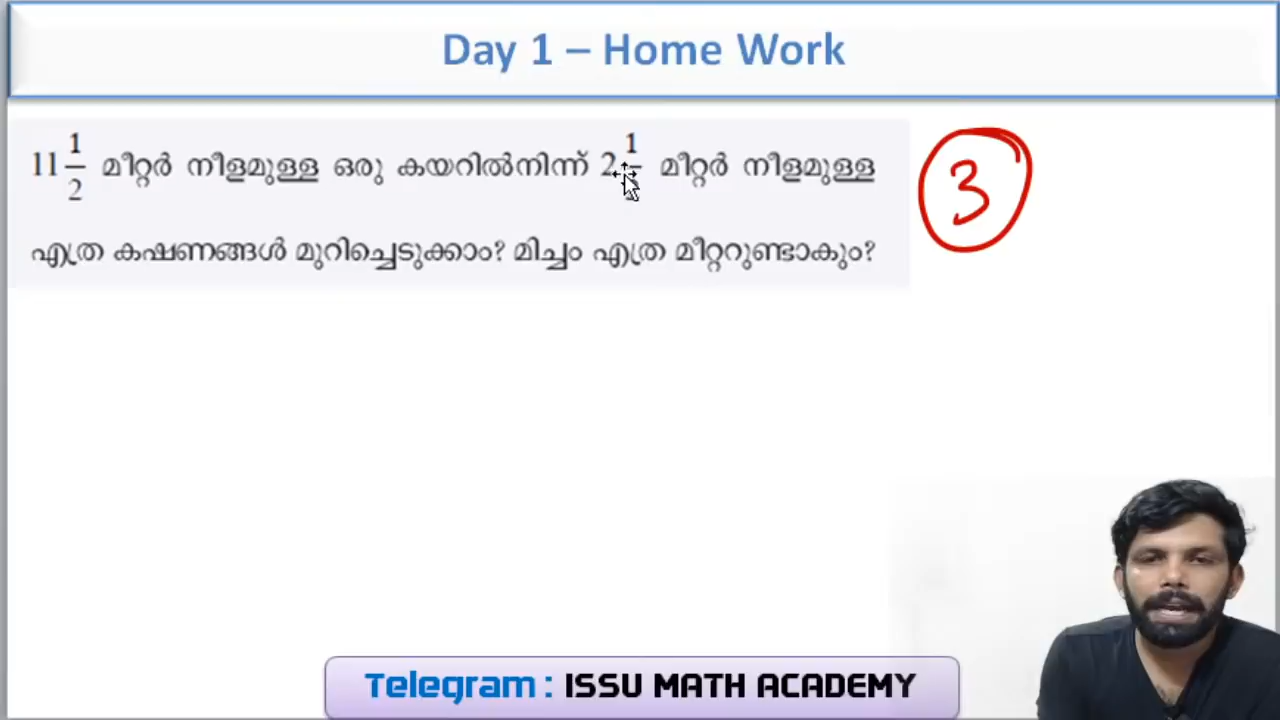 Day 1 – Home Work
11 1/2 മീറ്റർ നീളമുള്ള ഒരു കയറിൽനിന്ന് 2 1/ മീറ്റർ നീളമുള്ള
എത്ര കഷണങ്ങൾ മുറിച്ചെടുക്കാം? മിച്ചം എത്ര മീറ്ററുണ്ടാകും?
3
Telegram : ISSU MATH ACADEMY